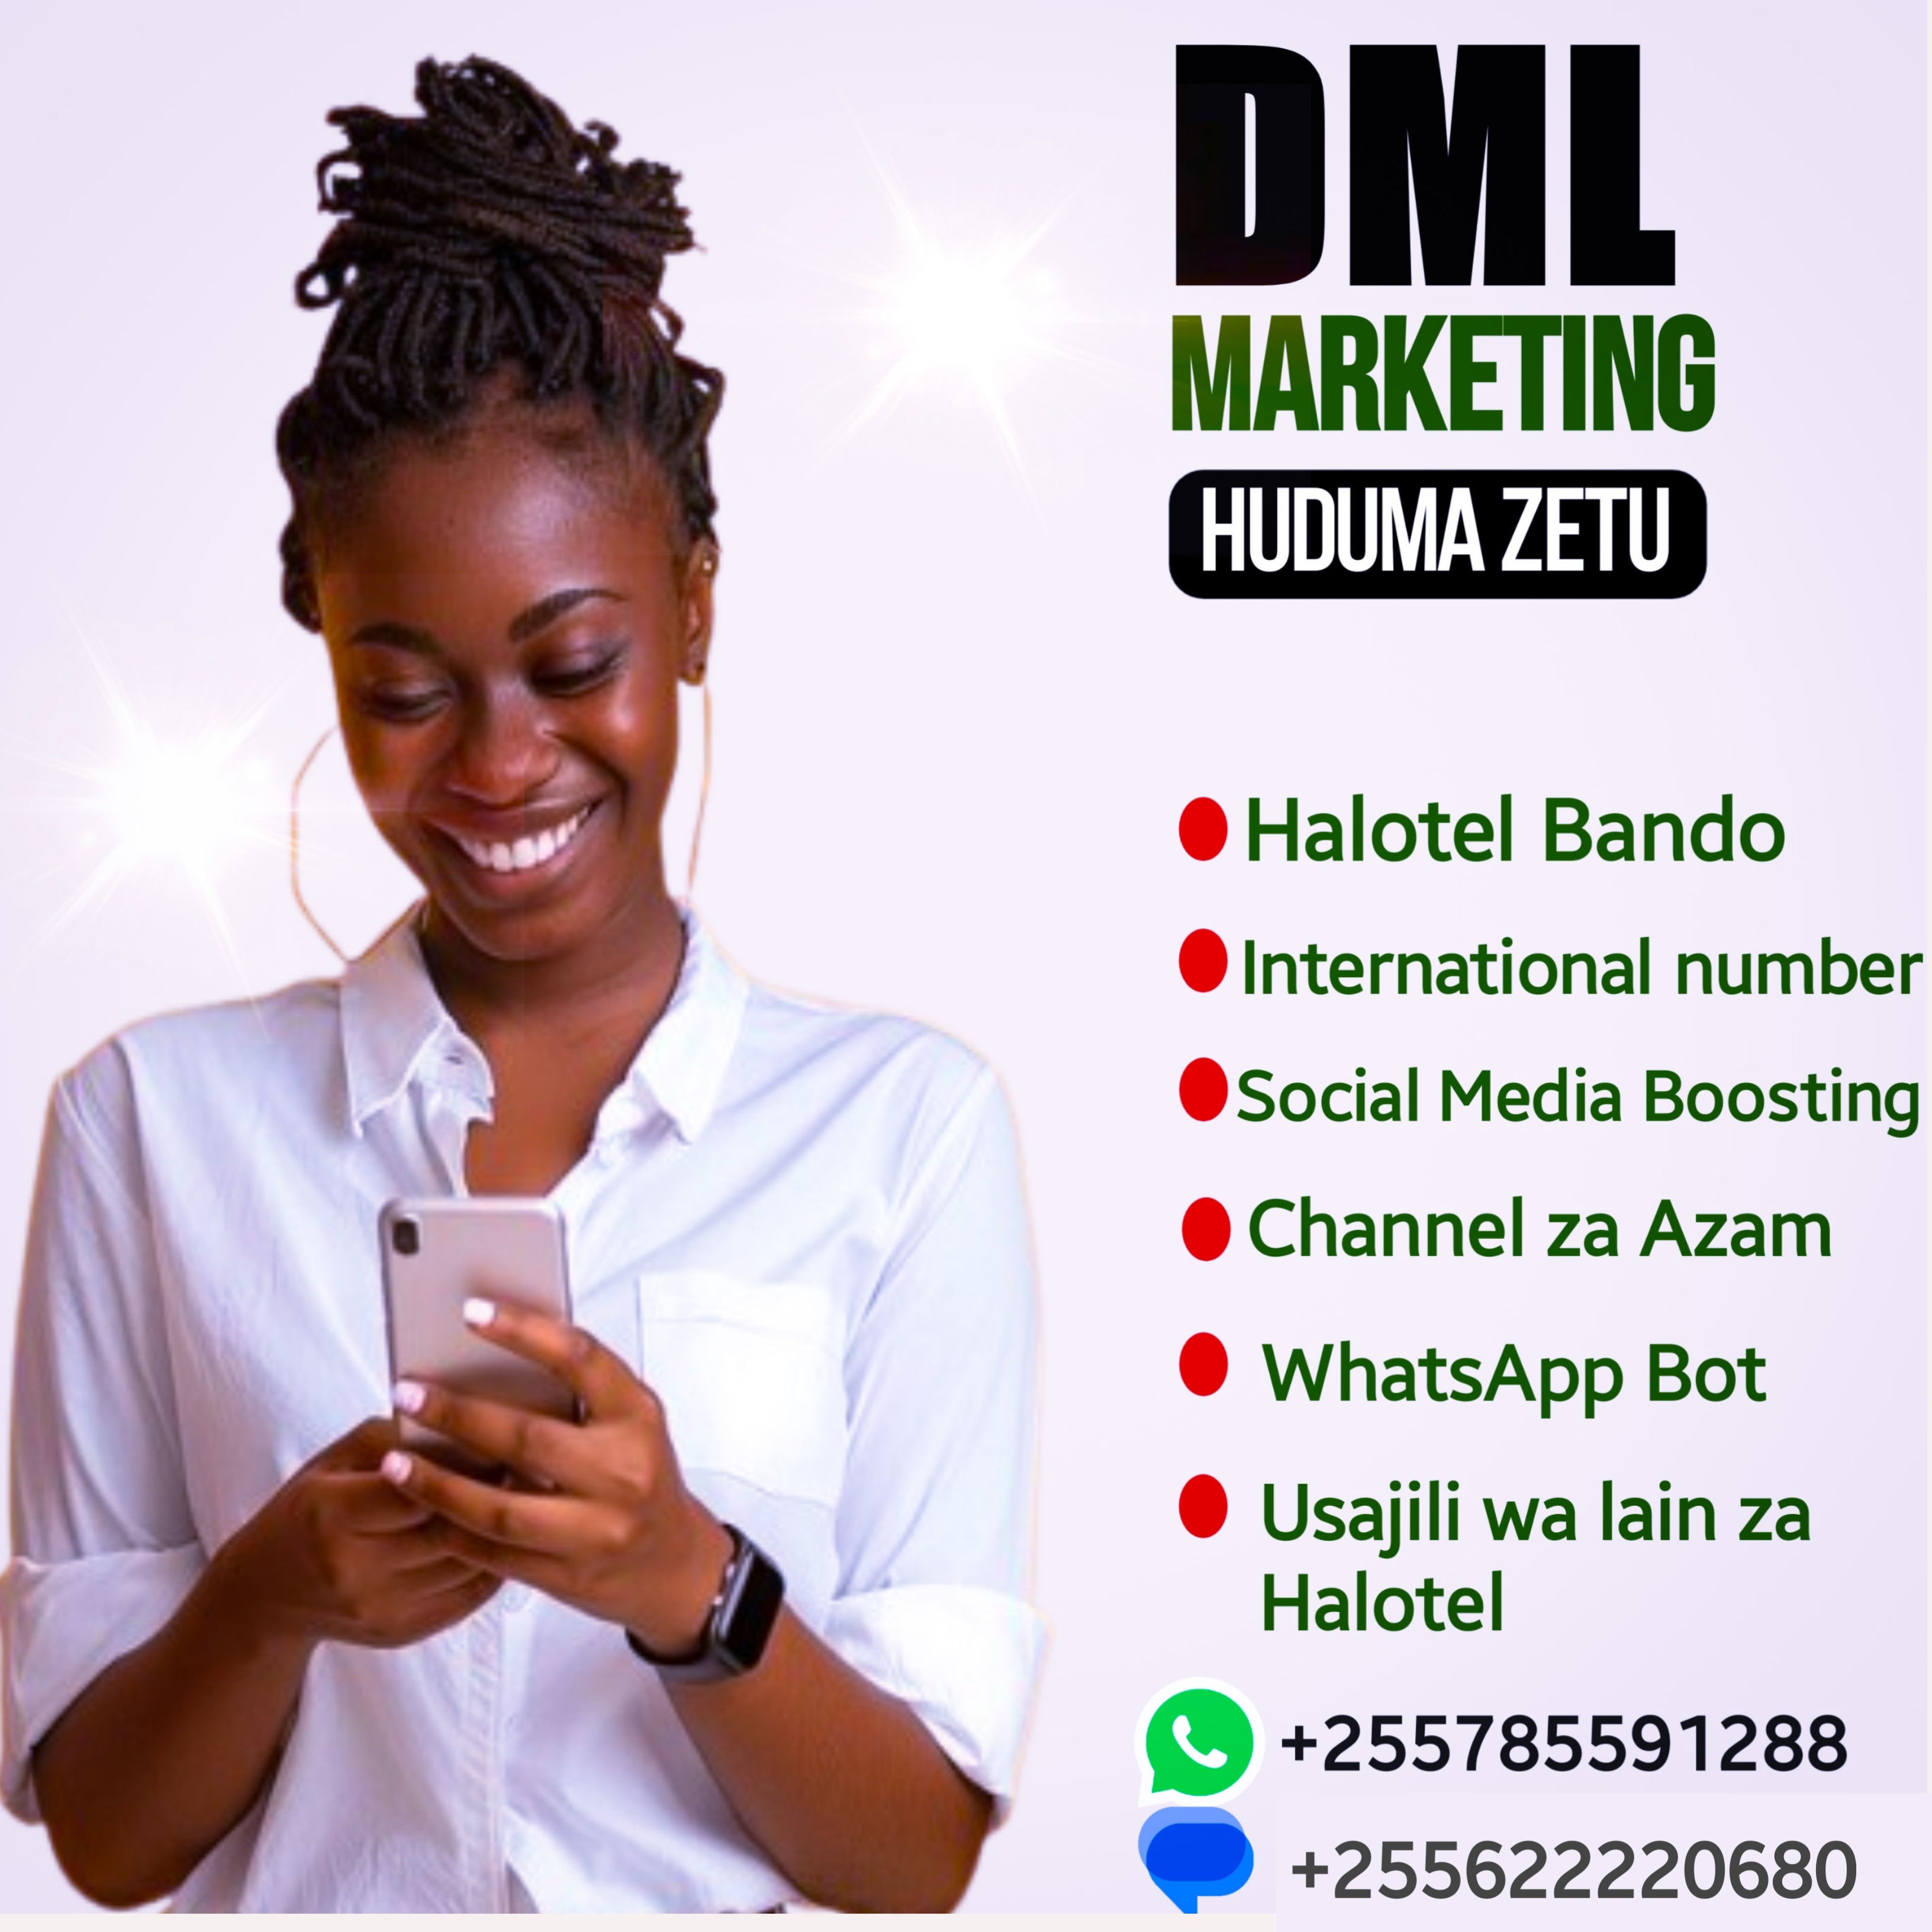 DML
MARKETING
HUDUMA ZETU
Halotel Bando
International number
Social Media Boosting
Channel za Azam
WhatsApp Bot
Usajili wa lain za
Halotel
+255785591288
+255622220680